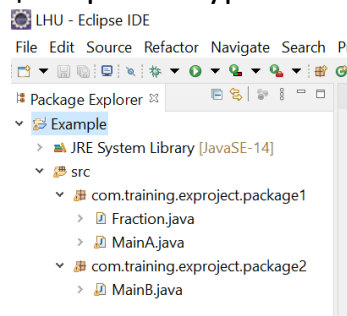 LHU - Eclipse IDE
File Edit Source Refactor Navigate Search
Package Explorer
Example
JRE System Library [JavaSE-14]
src
com.training.exproject.package1
Fraction.java
MainA.java
com.training.exproject.package2
MainB.java